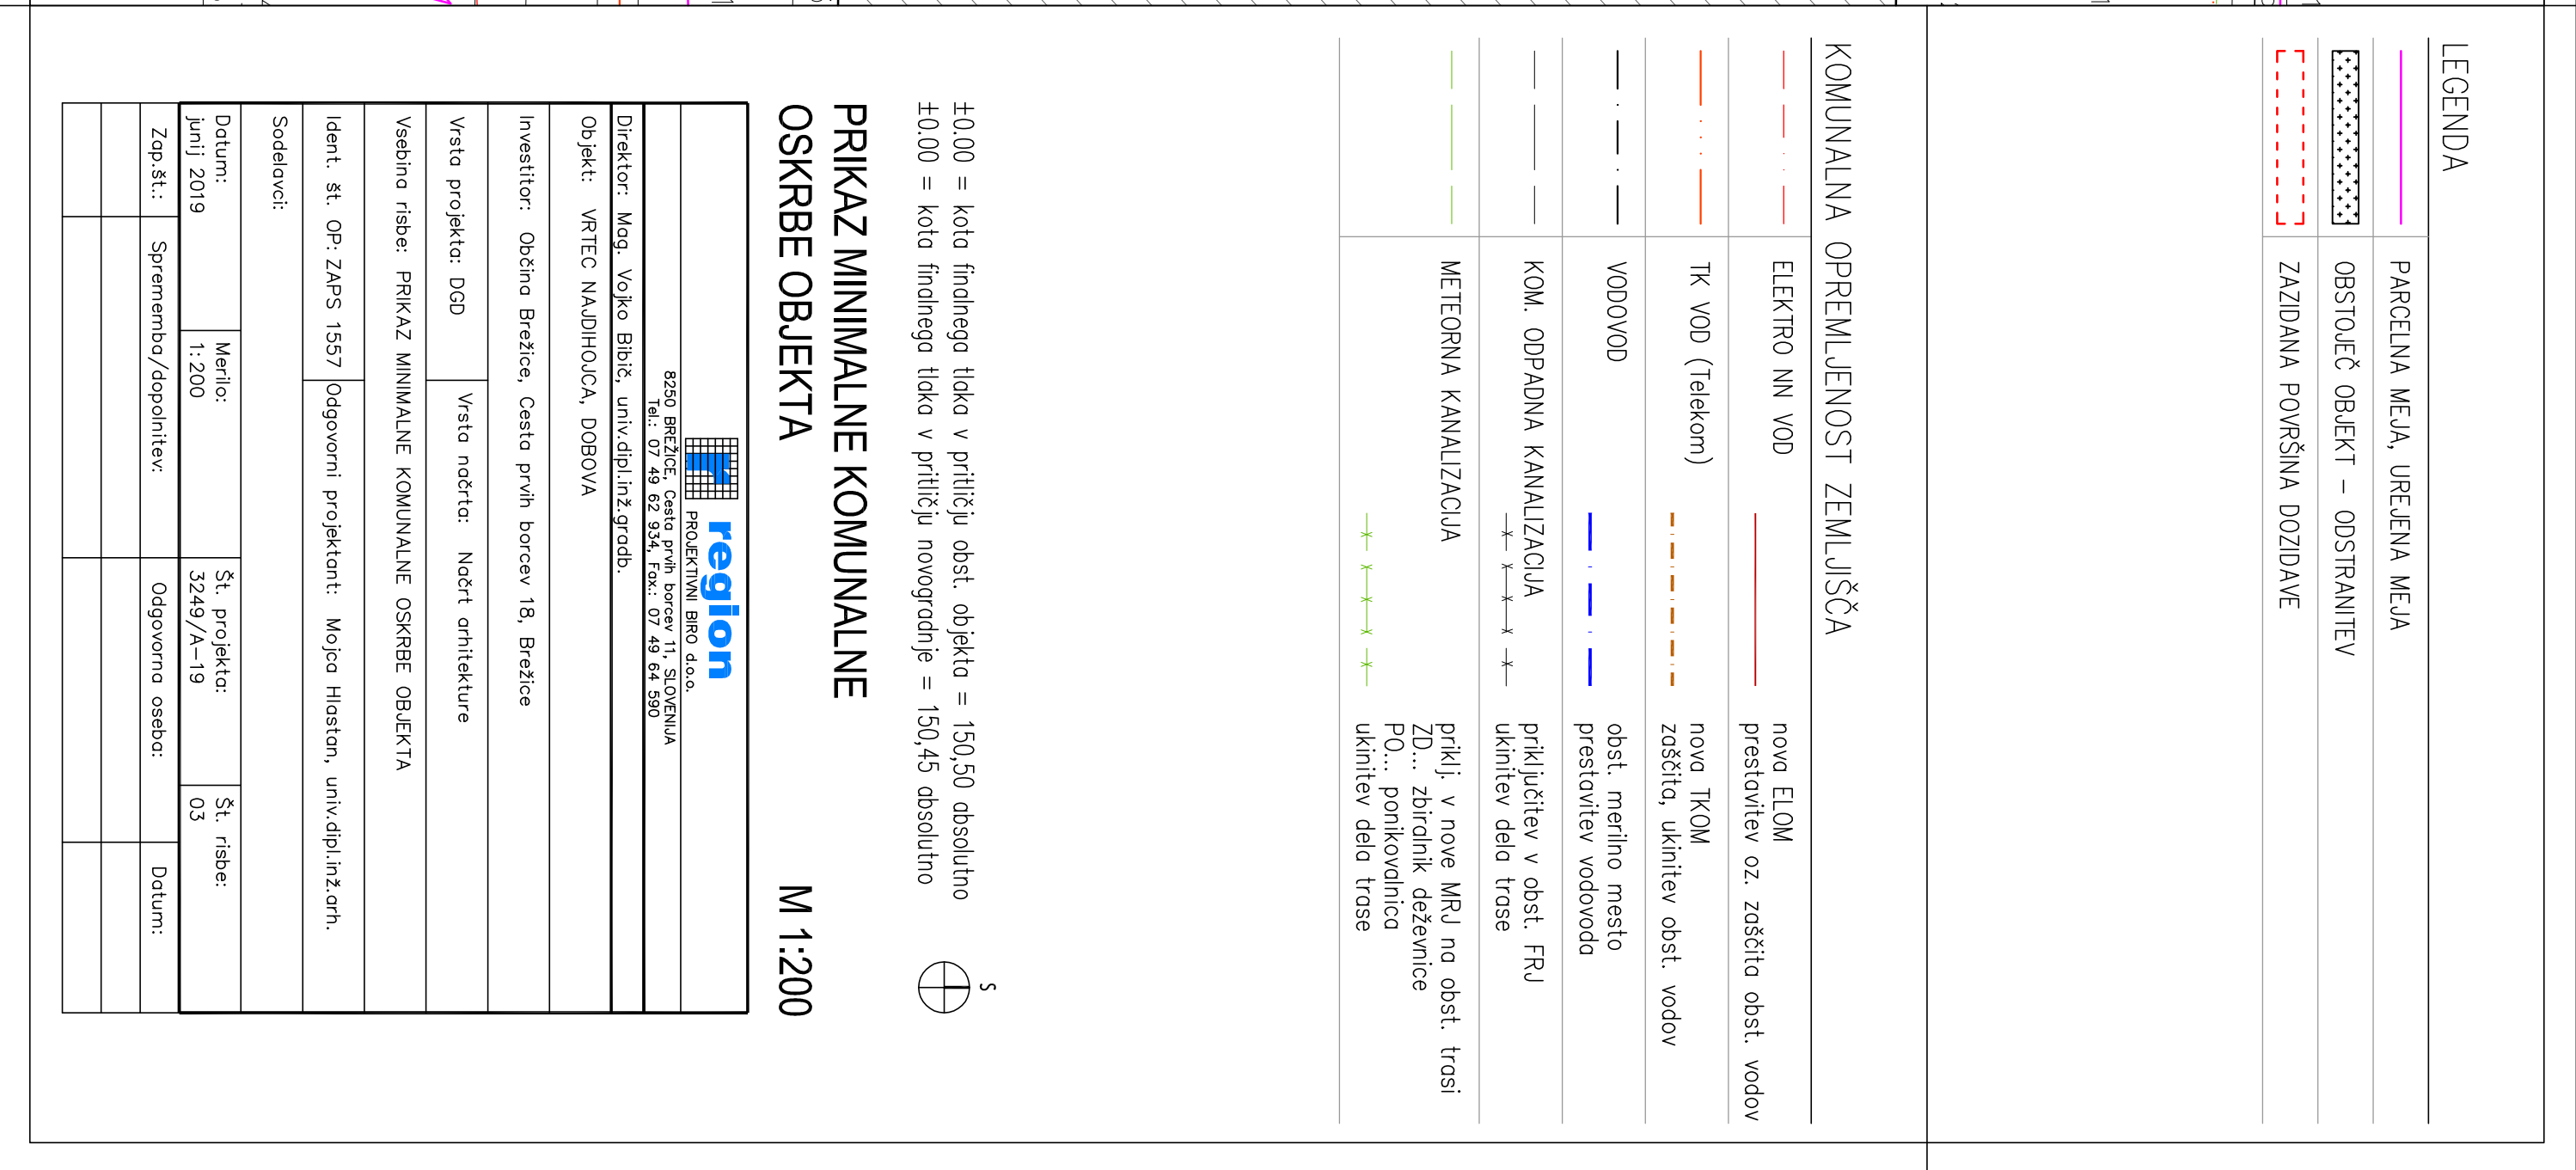 LEGENDA
PARCELNA MEJA, UREJENA MEJA
OBSTOJEČ OBJEKT - ODSTRANITEV
ZAZIDANA POVRŠINA DOZIDAVE
KOMUNALNA OPREMLJENOST ZEMLJIŠČA
ELEKTRO NN VOD
nova ELOM
prestavitev oz. zaščita obst. vodov
TK VOD (Telekom)
nova TKOM
zaščita, ukinitev obst. vodov
VODOVOD
obst. merilno mesto
prestavitev vodovoda
KOM. ODPADNA KANALIZACIJA
priključitev v obst. FRJ
ukinitev dela trase
METEORNA KANALIZACIJA
priklj. v nove MRJ na obst. trasi
ZD... zbiralnik deževnice
PO... ponikovalnica
ukinitev dela trase
S
±0.00 = kota finalnega tlaka v pritličju obst. objekta = 150,50 absolutno
±0.00 = kota finalnega tlaka v pritličju novogradnje = 150,45 absolutno
PRIKAZ MINIMALNE KOMUNALNE
OSKRBE OBJEKTA M 1:200
region
PROJEKTIVNI BIRO d.o.o.
8250 BREŽICE, Cesta prvih borcev 11, SLOVENIJA
Tel.: 07 49 62 934, Fax.: 07 49 64 590
Direktor: Mag. Vojko Bibič, univ.dipl.inž.gradb.
Objekt: VRTEC NAJDIHOJCA, DOBOVA
Investitor: Občina Brežice, Cesta prvih borcev 18, Brežice
Vrsta projekta: DGD Vrsta načrta: Načrt arhitekture
Vsebina risbe: PRIKAZ MINIMALNE KOMUNALNE OSKRBE OBJEKTA
Ident. št. OP: ZAPS 1557 Odgovorni projektant: Mojca Hlastan, univ.dipl.inž.arh.
Sodelavci:
Datum: Merilo: Št. projekta: Št. risbe:
junij 2019 1:200 3249/A-19 03
Zap.št.: Sprememba/dopolnitev: Odgovorna oseba: Datum: